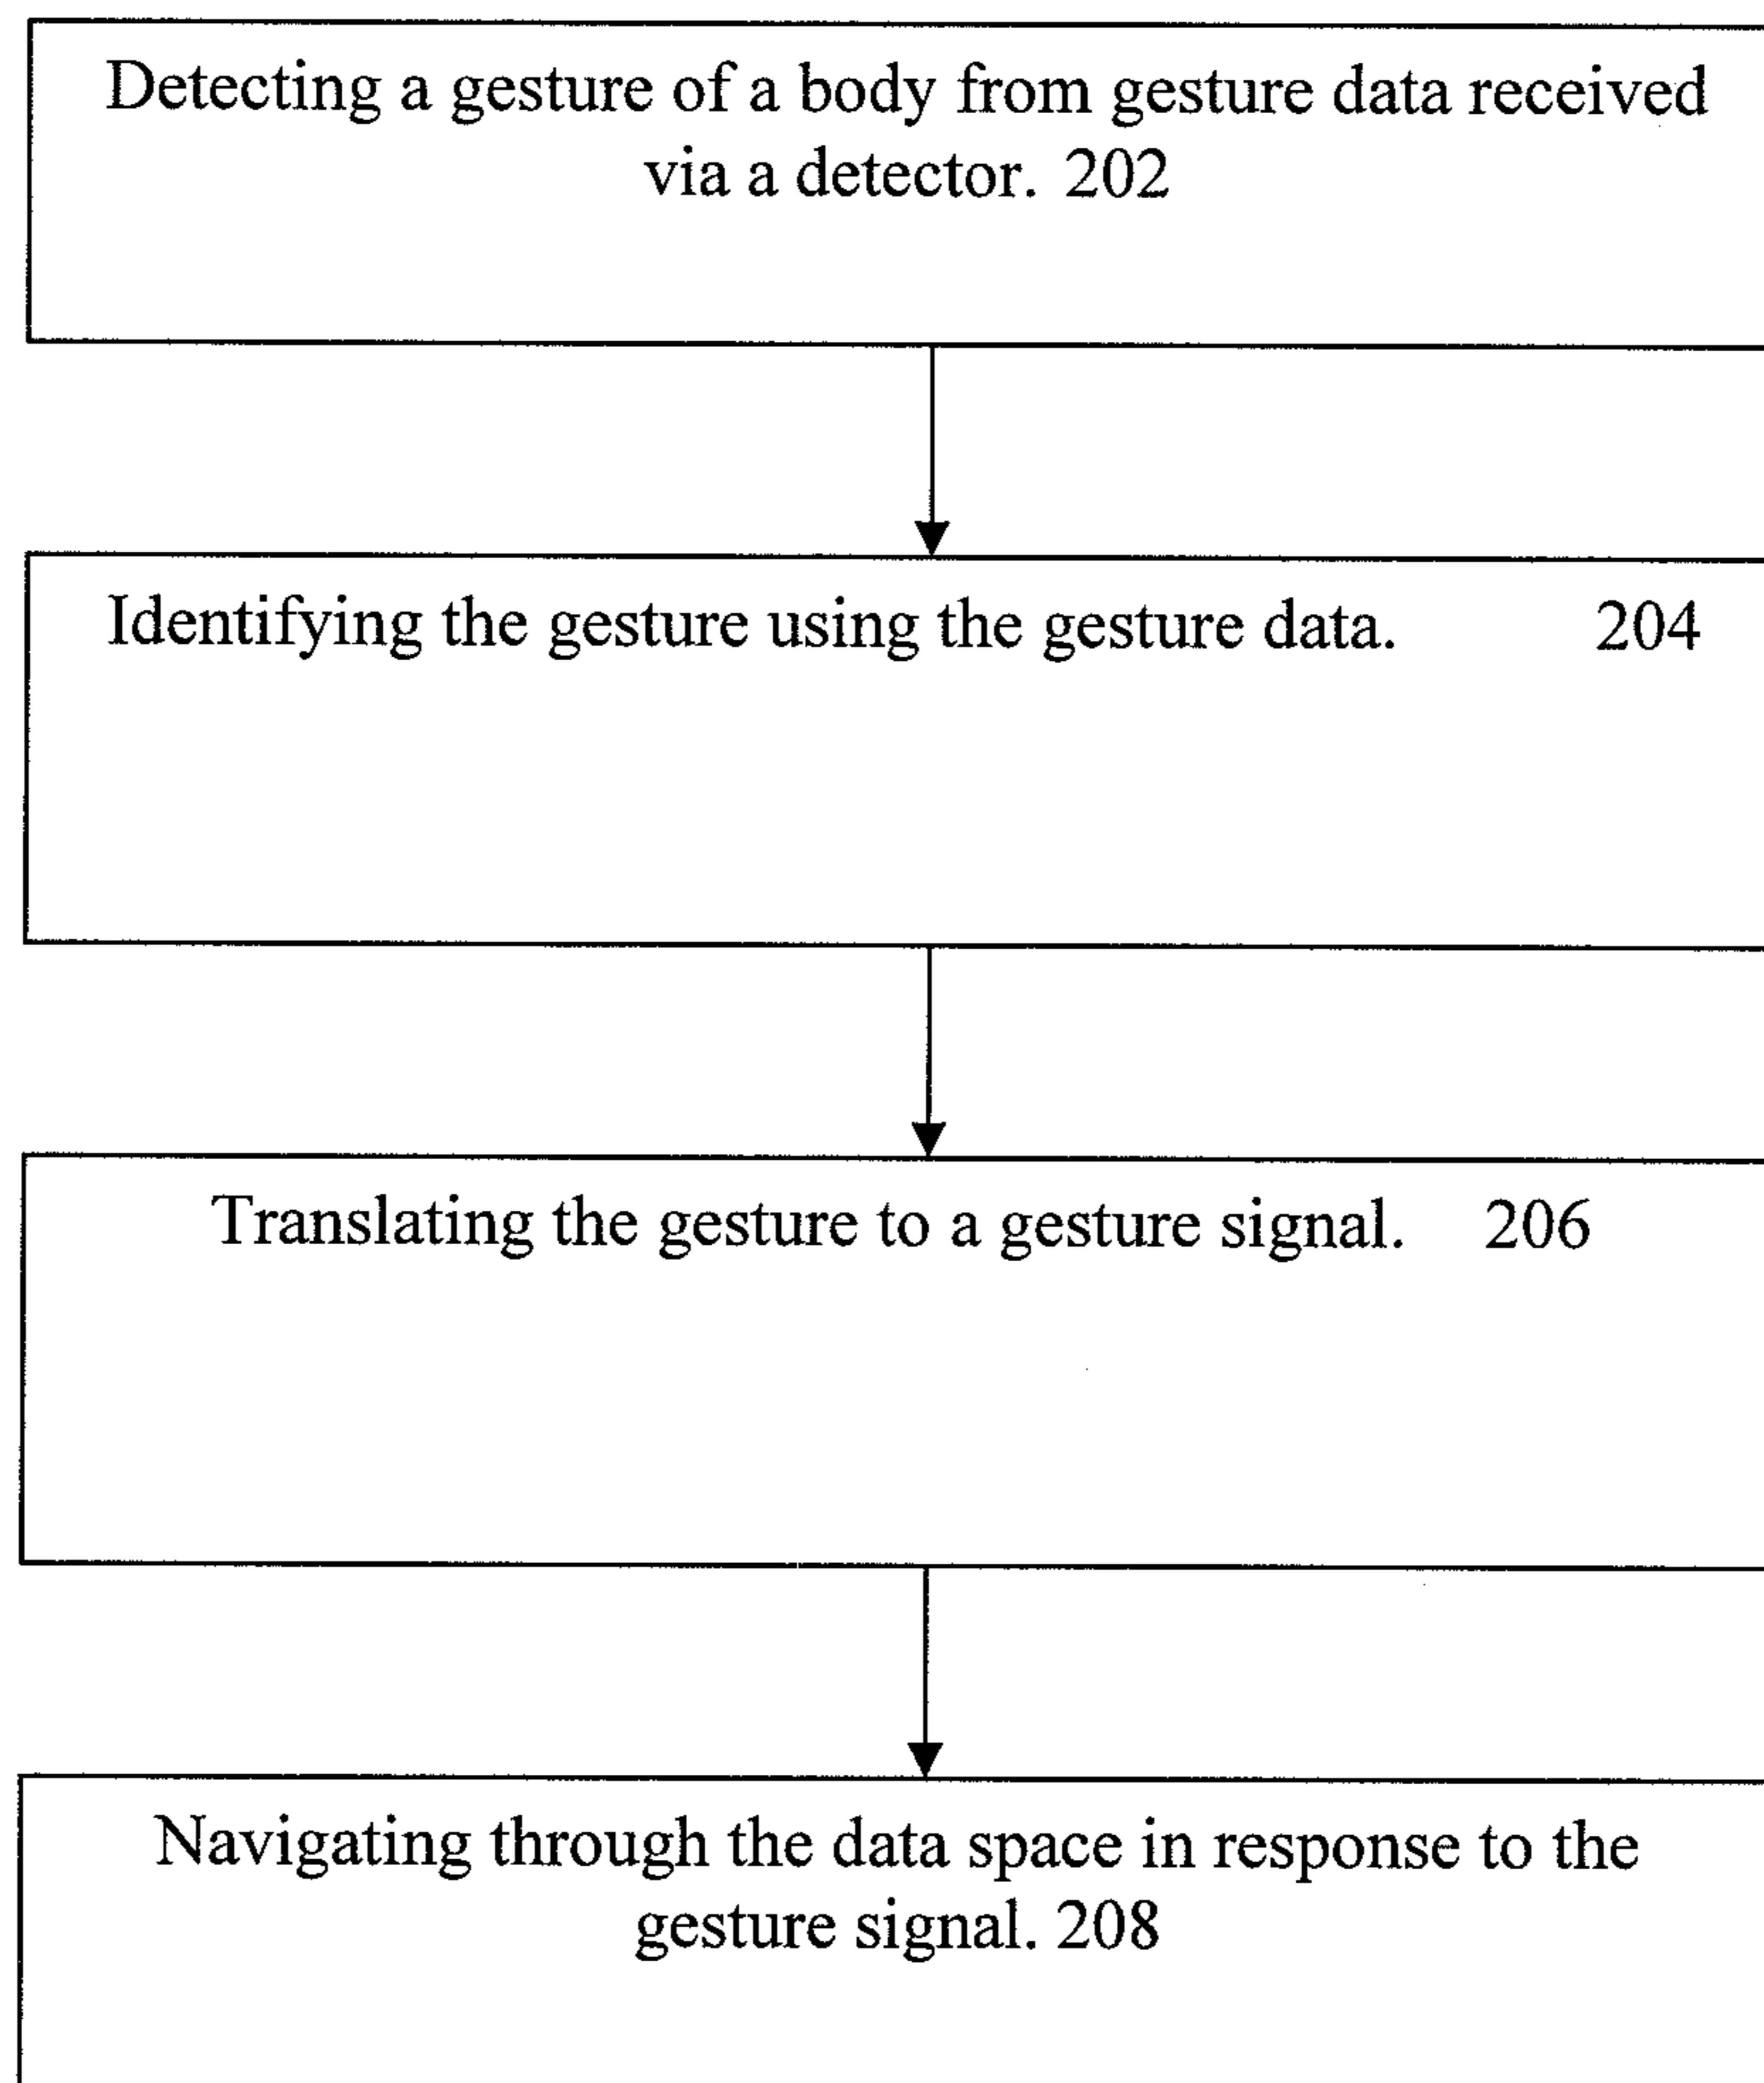 Detecting a gesture of a body from gesture data received
via a detector. 202
Identifying the gesture using the gesture data. 204
Translating the gesture to a gesture signal. 206
Navigating through the data space in response to the
gesture signal. 208